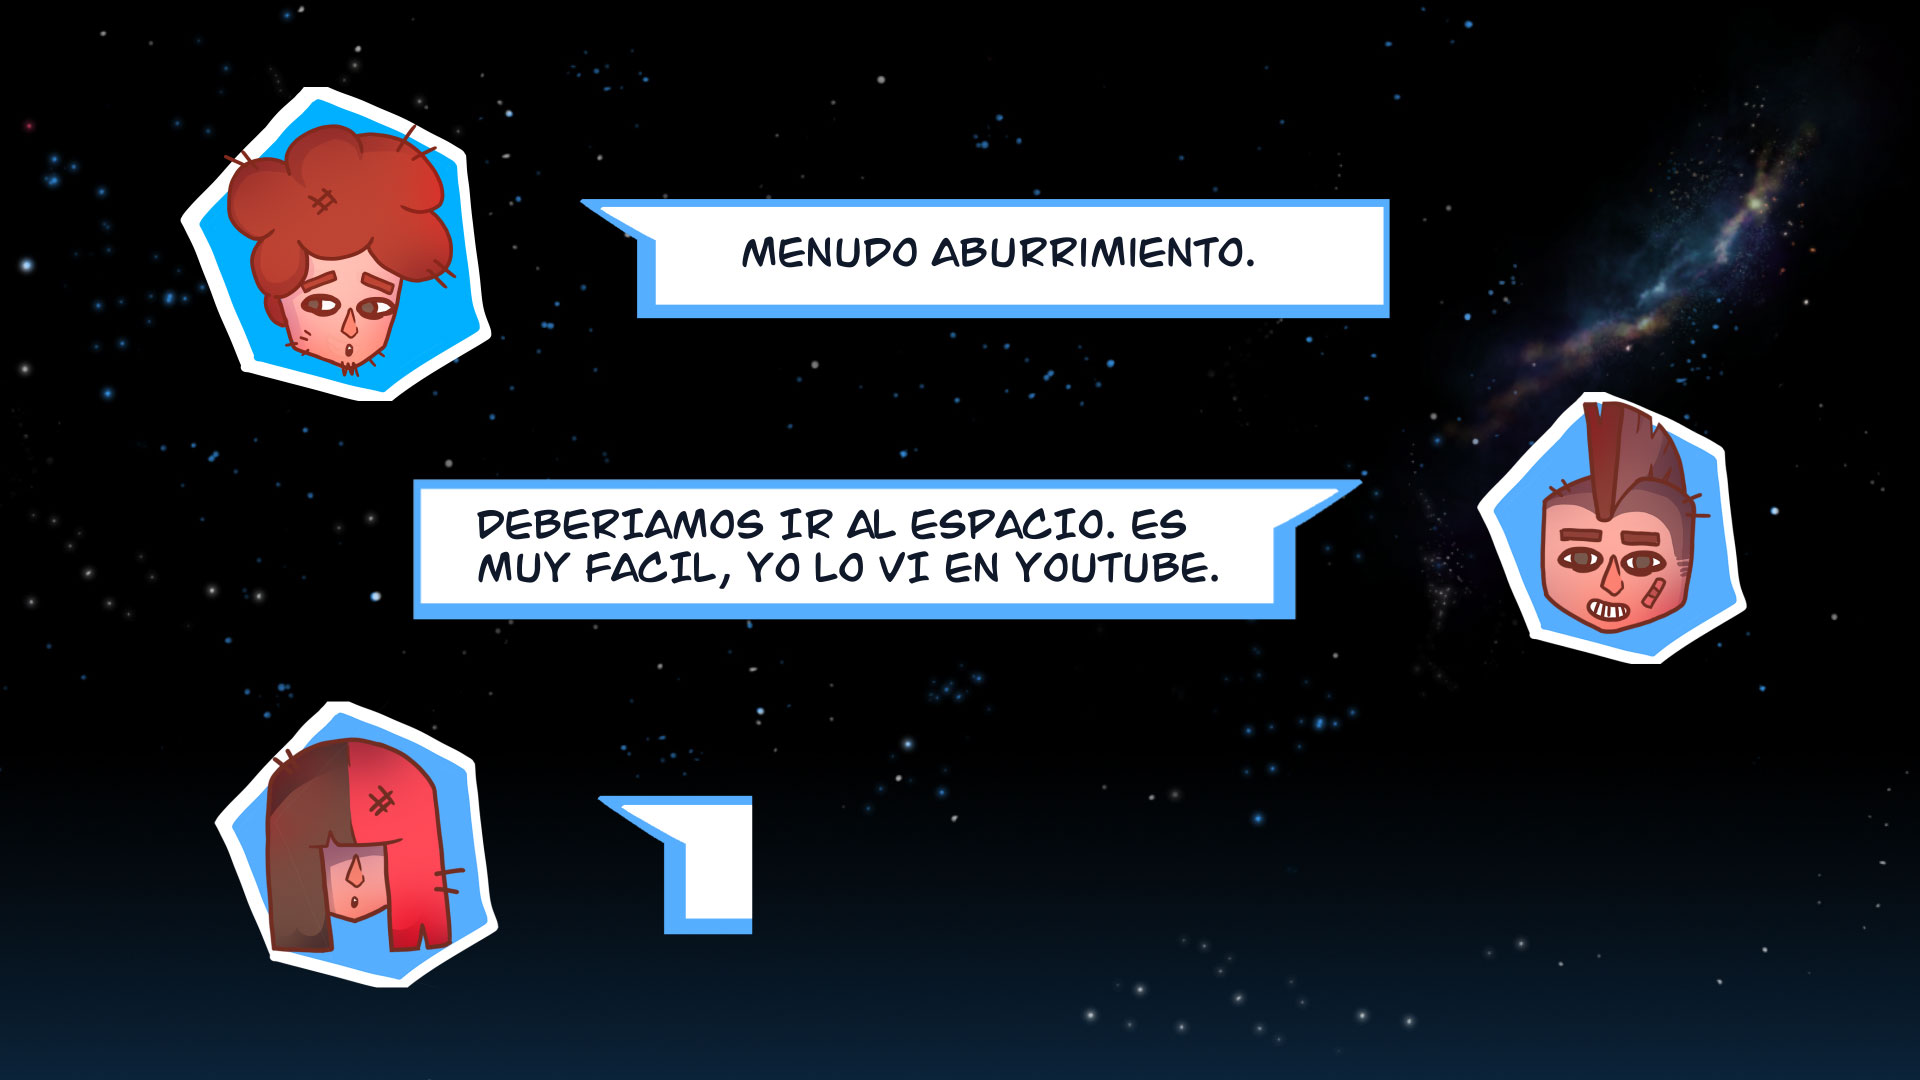 MENUDO ABURRIMIENTO.
DEBERIAMOS IR AL ESPACIO. ES
MUY FACIL, YO LO VI EN YOUTUBE.